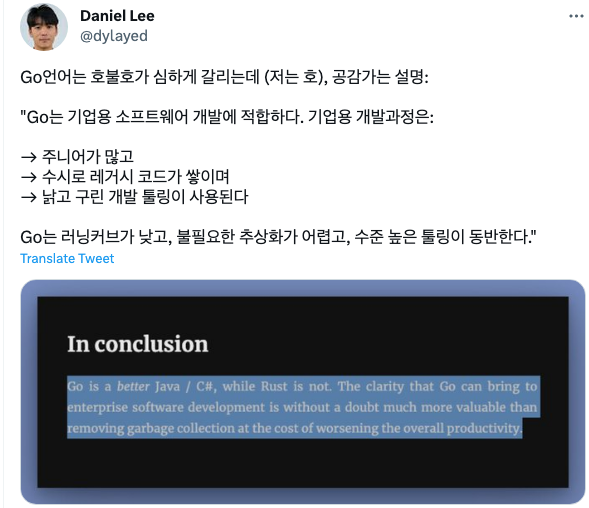 Daniel Lee
@dylayed
Go언어는 호불호가 심하게 갈리는데 (저는 호), 공감가는 설명:
"Go는 기업용 소프트웨어 개발에 적합하다. 기업용 개발과정은:
→ 주니어가 많고
→ 수시로 레거시 코드가 쌓이며
→ 낡고 구린 개발 툴링이 사용된다
Go는 러닝커브가 낮고, 불필요한 추상화가 어렵고, 수준 높은 툴링이 동반한다."
Translate Tweet
In conclusion
Go is a better Java / C#, while Rust is not. The clarity that Go can bring to
enterprise software development is without a doubt much more valuable than
removing garbage collection at the cost of worsening the overall productivity.